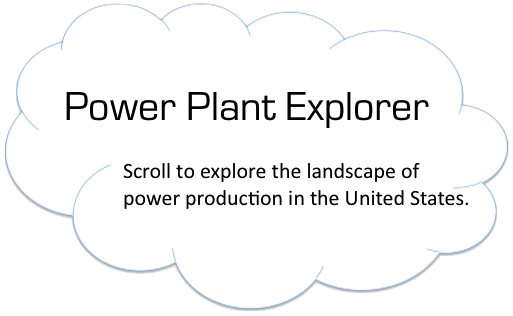 Power Plant Explorer
Scroll to explore the landscape of
power production in the United States.